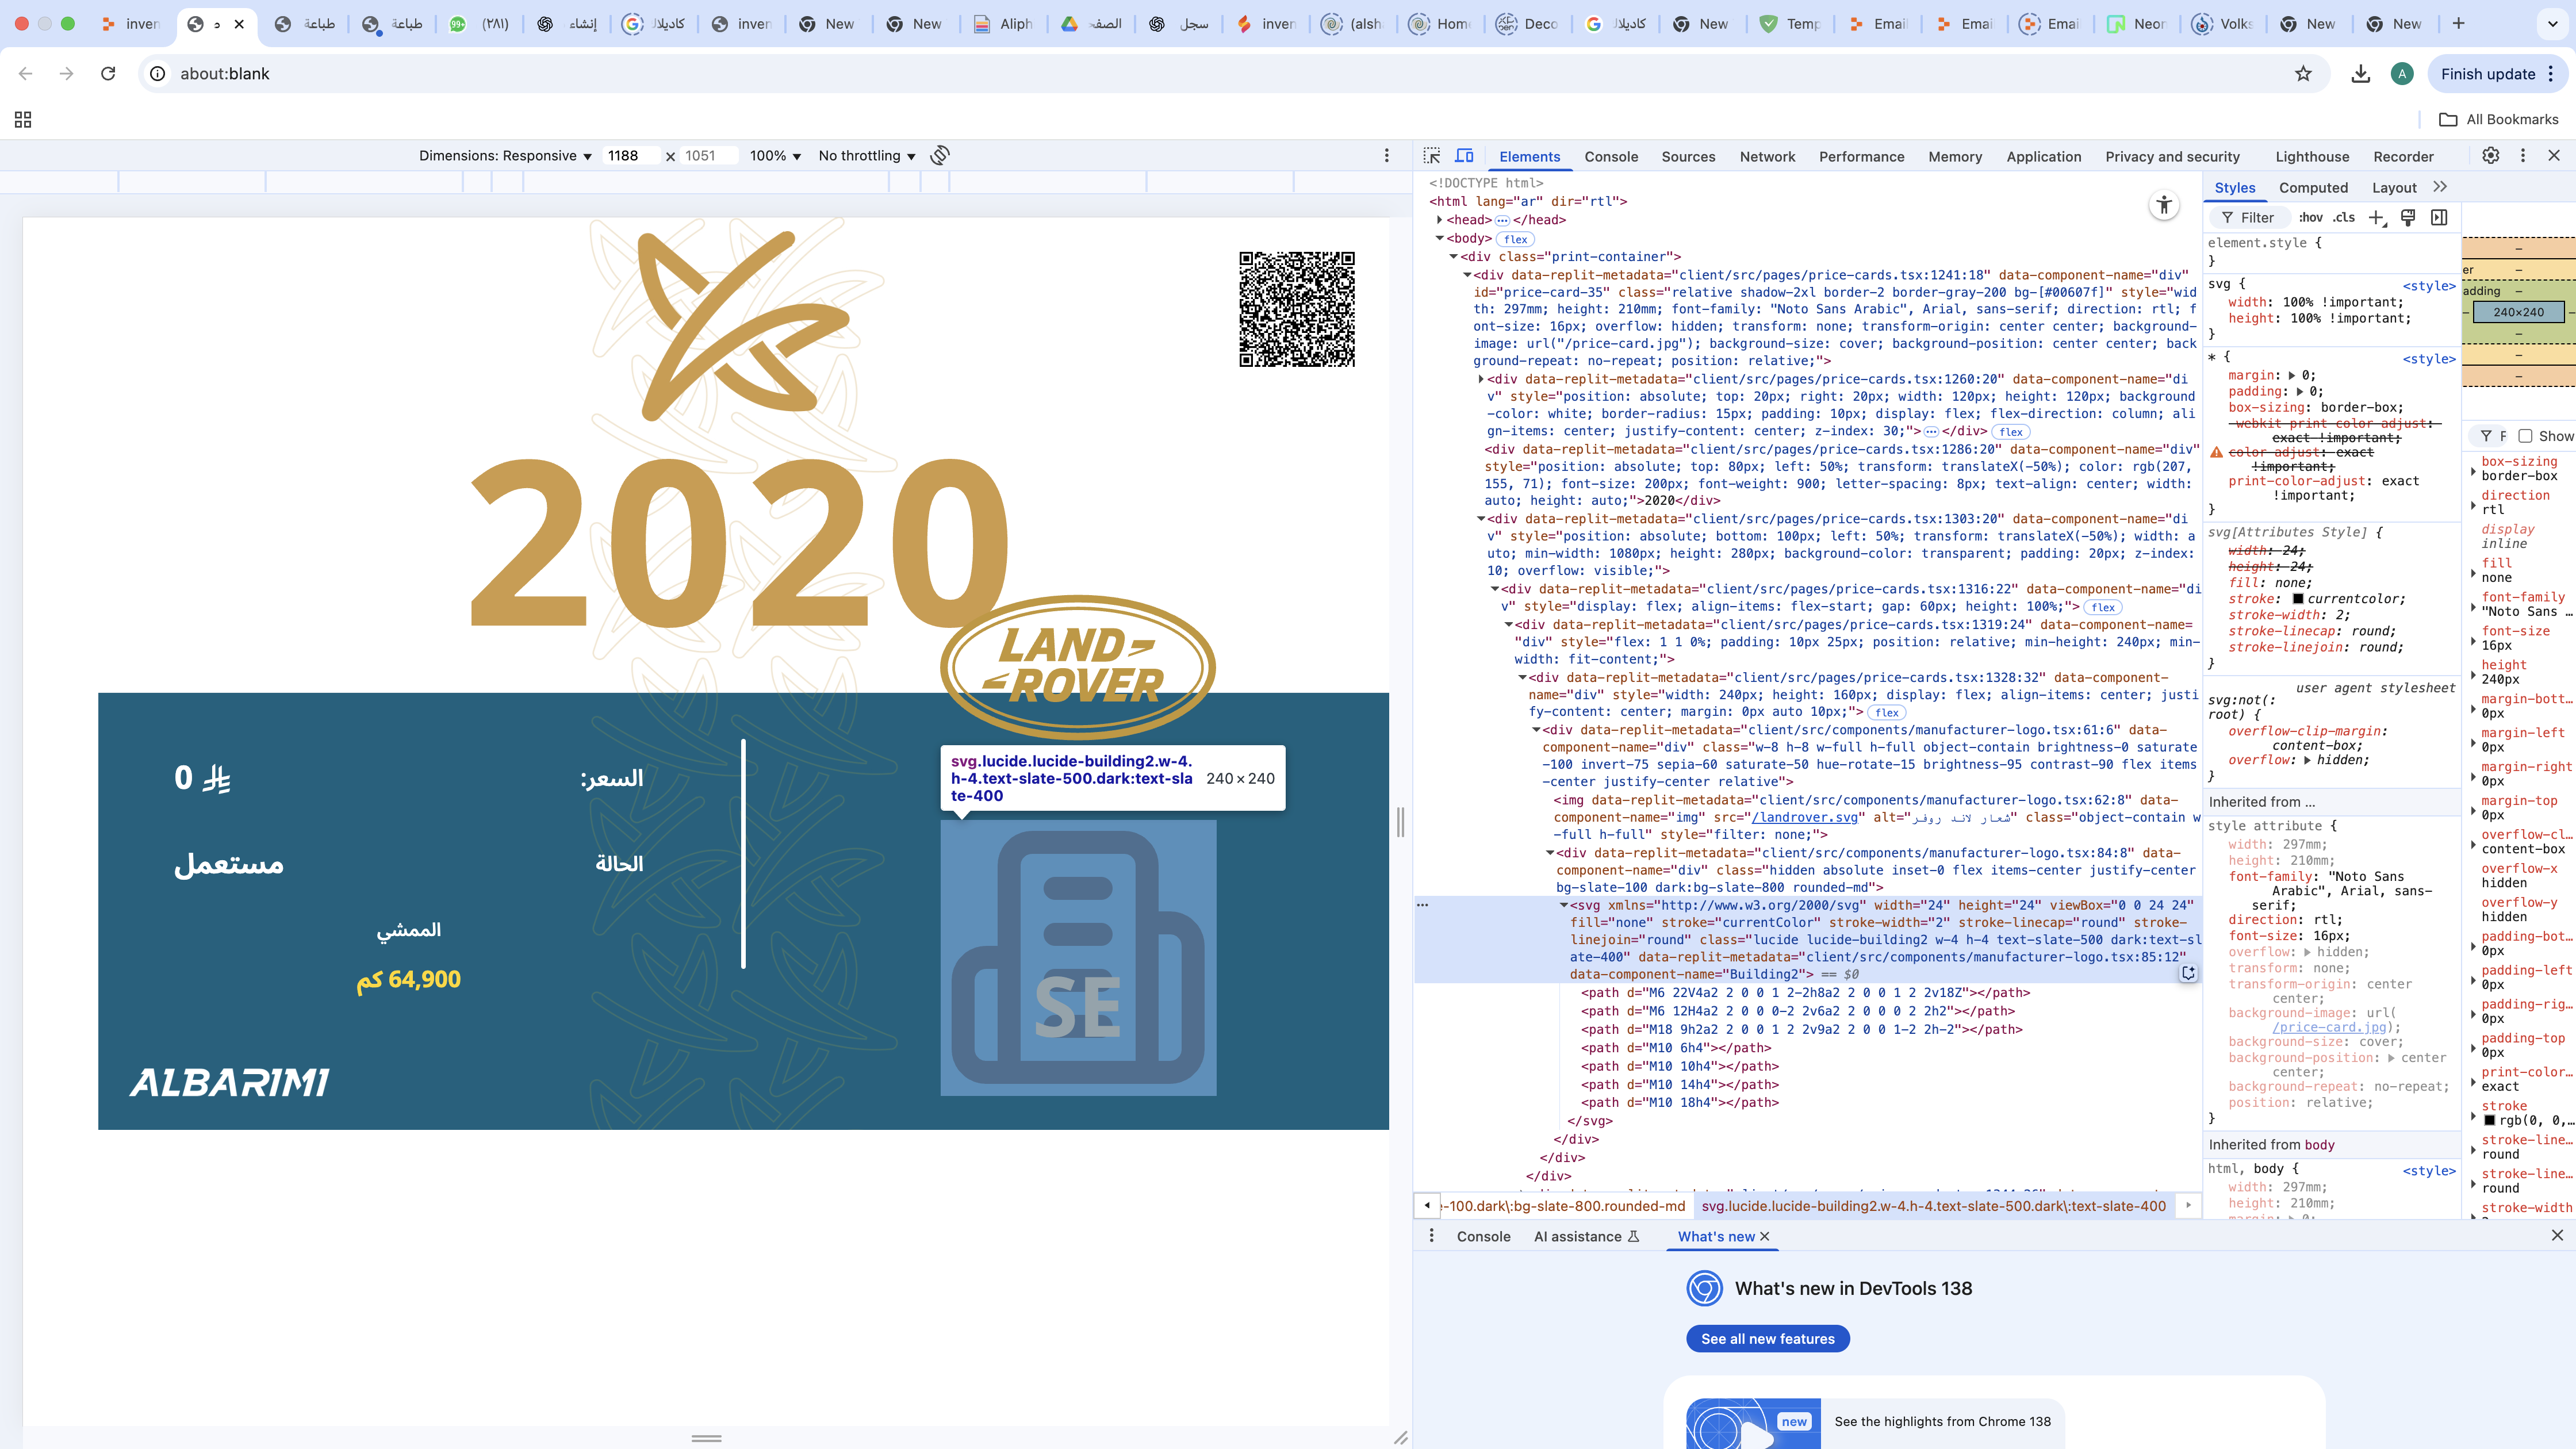 inven
طباعة
طباعة
99+
(٢٨١)
إنشاء
كاديلا
inven
New
New
Aliph
الصف
سجل
inven
(alsh
Hom
Deco
كاديلا
New
Temp
Email
Emai
Emai
Neon
Volks
New
New
about:blank
A
Finish update
All Bookmarks
Dimensions: Responsive
1188 x 1051
100%
No throttling
2020
LAND-
-ROVER
السعر:
0
الحالة
مستعمل
الممشي
64,900 كم
ALBARIMI
SE
svg.lucide.lucide-building2.w-4.
h-4.text-slate-500.dark:text-sla
te-400
240 × 240
Elements Console Sources Network Performance Memory Application Privacy and security Lighthouse Recorder
<!DOCTYPE html>
<html lang="ar" dir="rtl">
<head> ⋯ </head>
<body> flex
<div class="print-container">
<div data-replit-metadata="client/src/pages/price-cards.tsx:1241:18" data-component-name="div"
id="price-card-35" class="relative shadow-2xl border-2 border-gray-200 bg-[#00607f]" style="wid
th: 297mm; height: 210mm; font-family: "Noto Sans Arabic", Arial, sans-serif; direction: rtl; f
ont-size: 16px; overflow: hidden; transform: none; transform-origin: center center; background-
image: url("/price-card.jpg"); background-size: cover; background-position: center center; back
ground-repeat: no-repeat; position: relative;">
<div data-replit-metadata="client/src/pages/price-cards.tsx:1260:20" data-component-name="di
v" style="position: absolute; top: 20px; right: 20px; width: 120px; height: 120px; background
-color: white; border-radius: 15px; padding: 10px; display: flex; flex-direction: column; ali
gn-items: center; justify-content: center; z-index: 30;"> ⋯ </div> flex
<div data-replit-metadata="client/src/pages/price-cards.tsx:1286:20" data-component-name="div"
style="position: absolute; top: 80px; left: 50%; transform: translateX(-50%); color: rgb(207,
155, 71); font-size: 200px; font-weight: 900; letter-spacing: 8px; text-align: center; width:
auto; height: auto;">2020</div>
<div data-replit-metadata="client/src/pages/price-cards.tsx:1303:20" data-component-name="di
v" style="position: absolute; bottom: 100px; left: 50%; transform: translateX(-50%); width: a
uto; min-width: 1080px; height: 280px; background-color: transparent; padding: 20px; z-index:
10; overflow: visible;">
<div data-replit-metadata="client/src/pages/price-cards.tsx:1316:22" data-component-name="di
v" style="display: flex; align-items: flex-start; gap: 60px; height: 100%;"> flex
<div data-replit-metadata="client/src/pages/price-cards.tsx:1319:24" data-component-name=
"div" style="flex: 1 1 0%; padding: 10px 25px; position: relative; min-height: 240px; min-
width: fit-content;">
<div data-replit-metadata="client/src/pages/price-cards.tsx:1328:32" data-component-
name="div" style="width: 240px; height: 160px; display: flex; align-items: center; justi
fy-content: center; margin: 0px auto 10px;"> flex
<div data-replit-metadata="client/src/components/manufacturer-logo.tsx:61:6" data-
component-name="div" class="w-8 h-8 w-full h-full object-contain brightness-0 saturate
-100 invert-75 sepia-60 saturate-50 hue-rotate-15 brightness-95 contrast-90 flex items
-center justify-center relative">
<img data-replit-metadata="client/src/components/manufacturer-logo.tsx:62:8" data-
component-name="img" src="/landrover.svg" alt="شعار لاند روفر" class="object-contain w
-full h-full" style="filter: none;">
<div data-replit-metadata="client/src/components/manufacturer-logo.tsx:84:8" data-
component-name="div" class="hidden absolute inset-0 flex items-center justify-center
bg-slate-100 dark:bg-slate-800 rounded-md">
<svg xmlns="http://www.w3.org/2000/svg" width="24" height="24" viewBox="0 0 24 24"
fill="none" stroke="currentColor" stroke-width="2" stroke-linecap="round" stroke-
linejoin="round" class="lucide lucide-building2 w-4 h-4 text-slate-500 dark:text-sl
ate-400" data-replit-metadata="client/src/components/manufacturer-logo.tsx:85:12"
data-component-name="Building2"> == $0
<path d="M6 22V4a2 2 0 0 1 2-2h8a2 2 0 0 1 2 2v18Z"></path>
<path d="M6 12H4a2 2 0 0 0-2 2v6a2 2 0 0 0 2 2h2"></path>
<path d="M18 9h2a2 2 0 0 1 2 2v9a2 2 0 0 1-2 2h-2"></path>
<path d="M10 6h4"></path>
<path d="M10 10h4"></path>
<path d="M10 14h4"></path>
<path d="M10 18h4"></path>
</svg>
</div>
</div>
</div>
-100.dark\:bg-slate-800.rounded-md
svg.lucide.lucide-building2.w-4.h-4.text-slate-500.dark\:text-slate-400
Styles Computed Layout
Filter :hov .cls
element.style {
}
svg { <style>
width: 100% !important;
height: 100% !important;
}
* { <style>
margin: 0;
padding: 0;
box-sizing: border-box;
-webkit-print-color-adjust:
exact !important;
color-adjust: exact
!important;
print-color-adjust: exact
!important;
}
svg[Attributes Style] {
width: 24;
height: 24;
fill: none;
stroke: currentcolor;
stroke-width: 2;
stroke-linecap: round;
stroke-linejoin: round;
}
user agent stylesheet
svg:not(:
root) {
overflow-clip-margin:
content-box;
overflow: hidden;
}
Inherited from ...
style attribute {
width: 297mm;
height: 210mm;
font-family: "Noto Sans
Arabic", Arial, sans-
serif;
direction: rtl;
font-size: 16px;
overflow: hidden;
transform: none;
transform-origin: center
center;
background-image: url(
/price-card.jpg);
background-size: cover;
background-position: center
center;
background-repeat: no-repeat;
position: relative;
}
Inherited from body
html, body { <style>
width: 297mm;
height: 210mm;
er
adding
240×240
Show
box-sizing
border-box
direction
rtl
display
inline
fill
none
font-family
"Noto Sans …
font-size
16px
height
240px
margin-bott…
0px
margin-left
0px
margin-right
0px
margin-top
0px
overflow-cl…
content-box
overflow-x
hidden
overflow-y
hidden
padding-bot…
0px
padding-left
0px
padding-rig…
0px
padding-top
0px
print-color…
exact
stroke
rgb(0, 0,…
stroke-line…
round
stroke-line…
round
stroke-width
Console AI assistance What's new
What's new in DevTools 138
See all new features
new
See the highlights from Chrome 138